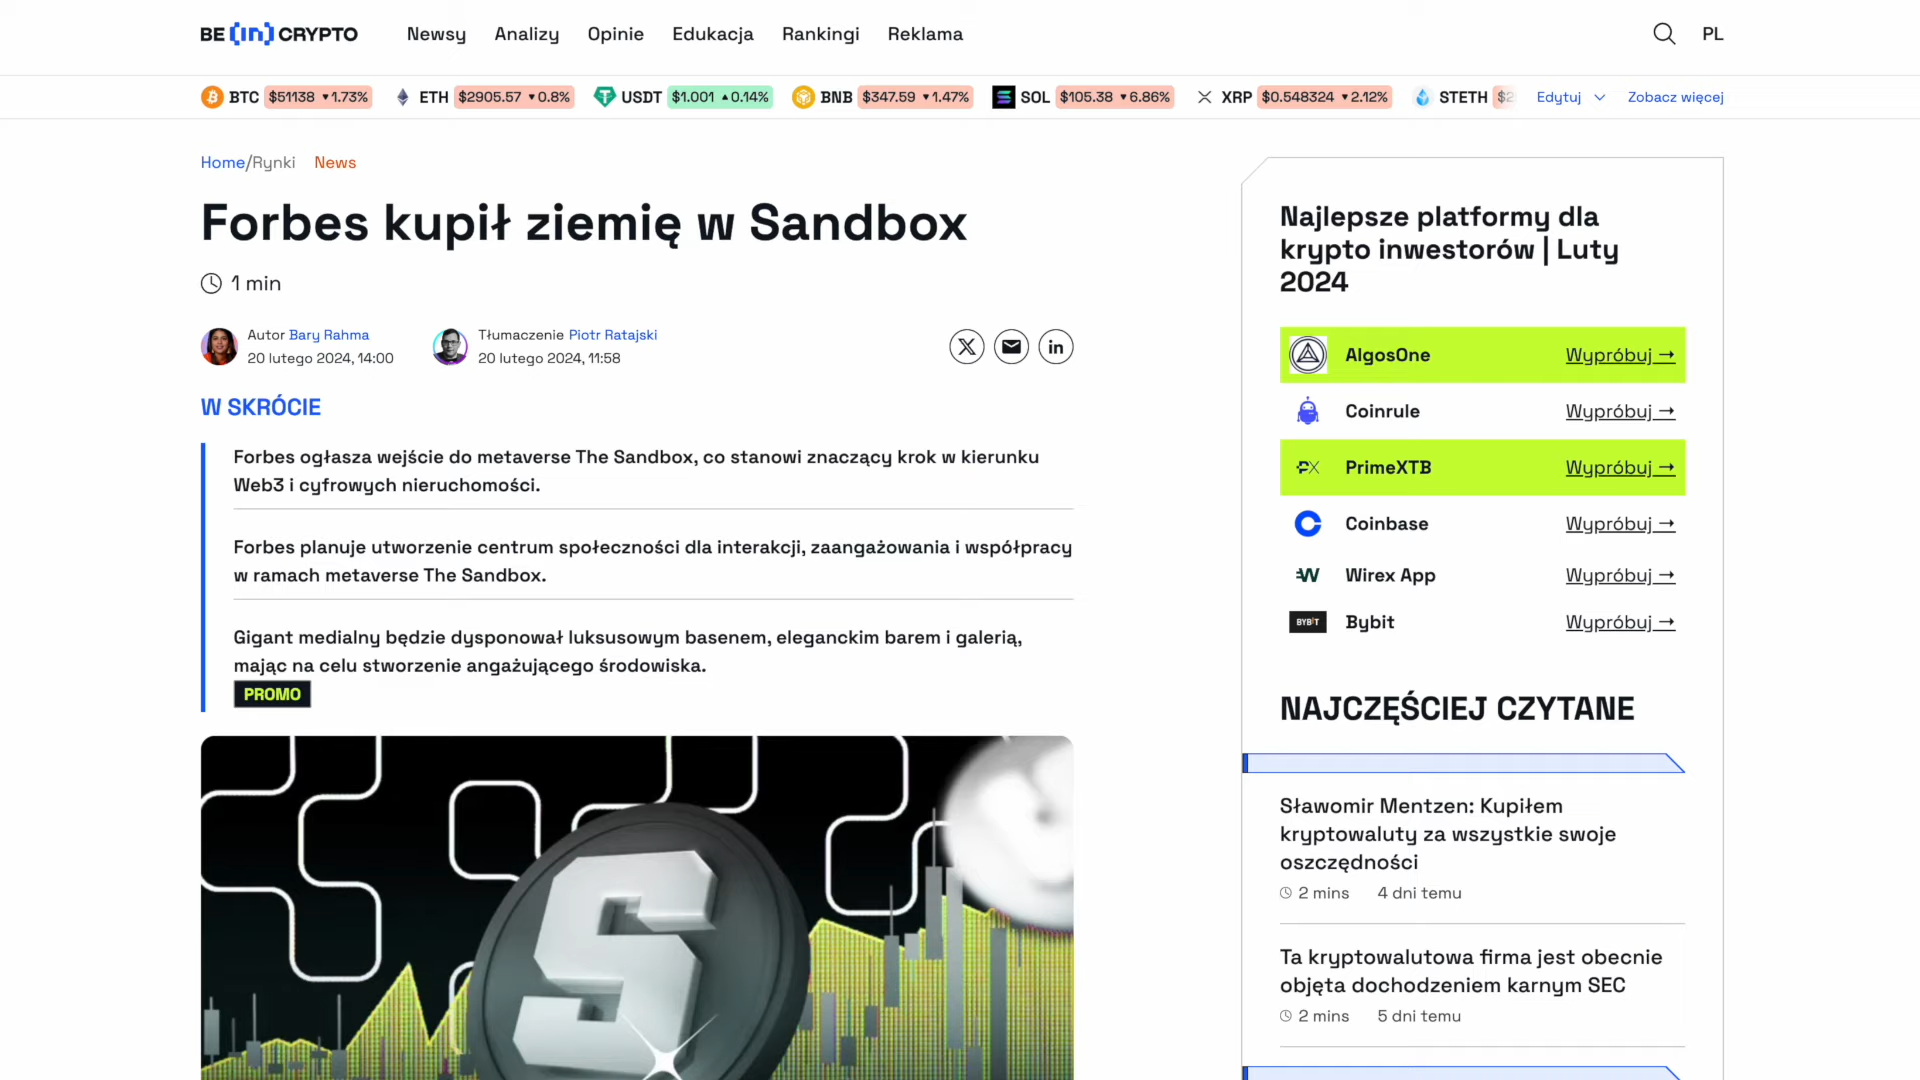 BE [in] CRYPTO
Newsy Analizy Opinie Edukacja Rankingi Reklama
PL
BTC $51138 ▾1.73% ETH $2905.57 ▾0.8% USDT $1.001 ▴0.14% BNB $347.59 ▾1.47% SOL $105.38 ▾6.86% XRP $0.548324 ▾2.12% STETH
Edytuj Zobacz więcej
Home/Rynki News
Forbes kupił ziemię w Sandbox
1 min
Autor Bary Rahma
20 lutego 2024, 14:00
Tłumaczenie Piotr Ratajski
20 lutego 2024, 11:58
W SKRÓCIE
Forbes ogłasza wejście do metaverse The Sandbox, co stanowi znaczący krok w kierunku
Web3 i cyfrowych nieruchomości.
Forbes planuje utworzenie centrum społeczności dla interakcji, zaangażowania i współpracy
w ramach metaverse The Sandbox.
Gigant medialny będzie dysponował luksusowym basenem, eleganckim barem i galerią,
mając na celu stworzenie angażującego środowiska.
PROMO
Najlepsze platformy dla
krypto inwestorów | Luty
2024
AlgosOne Wypróbuj →
Coinrule Wypróbuj →
PrimeXTB Wypróbuj →
Coinbase Wypróbuj →
Wirex App Wypróbuj →
BYBIT Bybit Wypróbuj →
NAJCZĘŚCIEJ CZYTANE
Sławomir Mentzen: Kupiłem
kryptowaluty za wszystkie swoje
oszczędności
2 mins 4 dni temu
Ta kryptowalutowa firma jest obecnie
objęta dochodzeniem karnym SEC
2 mins 5 dni temu